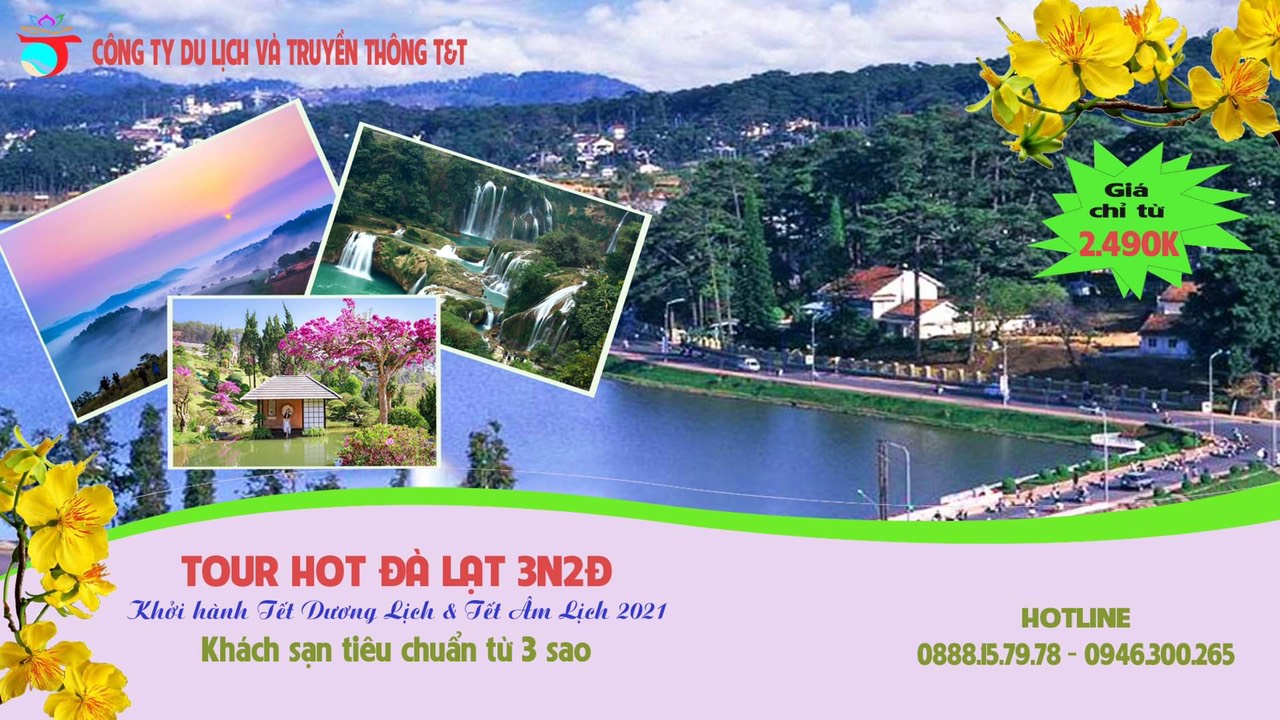 CÔNG TY DU LỊCH VÀ TRUYỀN THÔNG T&T
Giá
chỉ từ
2.490K
TOUR HOT ĐÀ LẠT 3N2Đ
Khởi hành Tết Dương Lịch & Tết Âm Lịch 2021
Khách sạn tiêu chuẩn từ 3 sao
HOTLINE
0888.15.79.78 - 0946.300.265